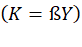 (K = ßY)